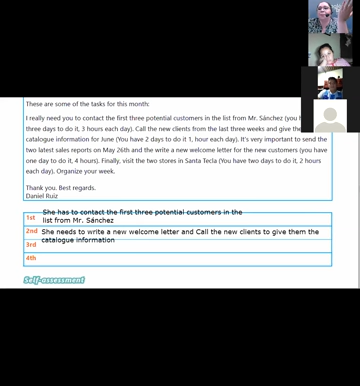 These are some of the tasks for this month:
I really need you to contact the first three potential customers in the list from Mr. Sánchez (you
three days to do it, 3 hours each day). Call the new clients from the last three weeks and give the
catalogue information for June (You have 2 days to do it 1, hour each day). It's very important to send the
two latest sales reports on May 26th and the write a new welcome letter for the new customers (you have
one day to do it, 4 hours). Finally, visit the two stores in Santa Tecla (You have two days to do it, 2 hours
each day). Organize your week.
Thank you. Best regards.
Daniel Ruiz
1st She has to contact the first three potential customers in the
list from Mr. Sánchez
2nd She needs to write a new welcome letter and Call the new clients to give them the
catalogue information
3rd
4th
Self-assessment